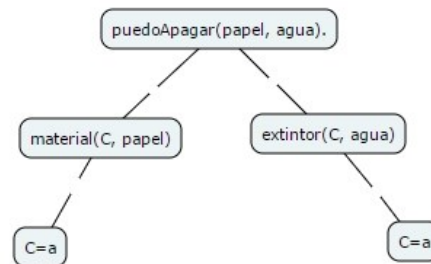 puedoApagar(papel, agua).
material(C, papel)
extintor(C, agua)
C=a
C=a